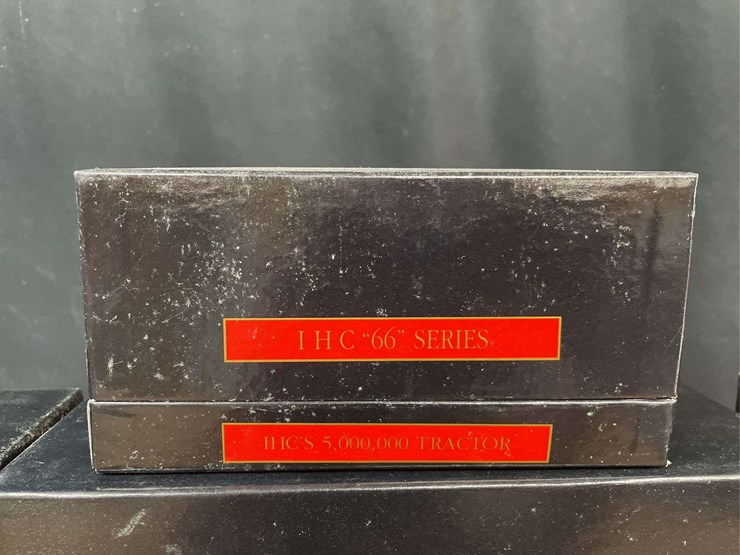 I H C "66" SERIES
IHC'S 5,000,000 TRACTOR